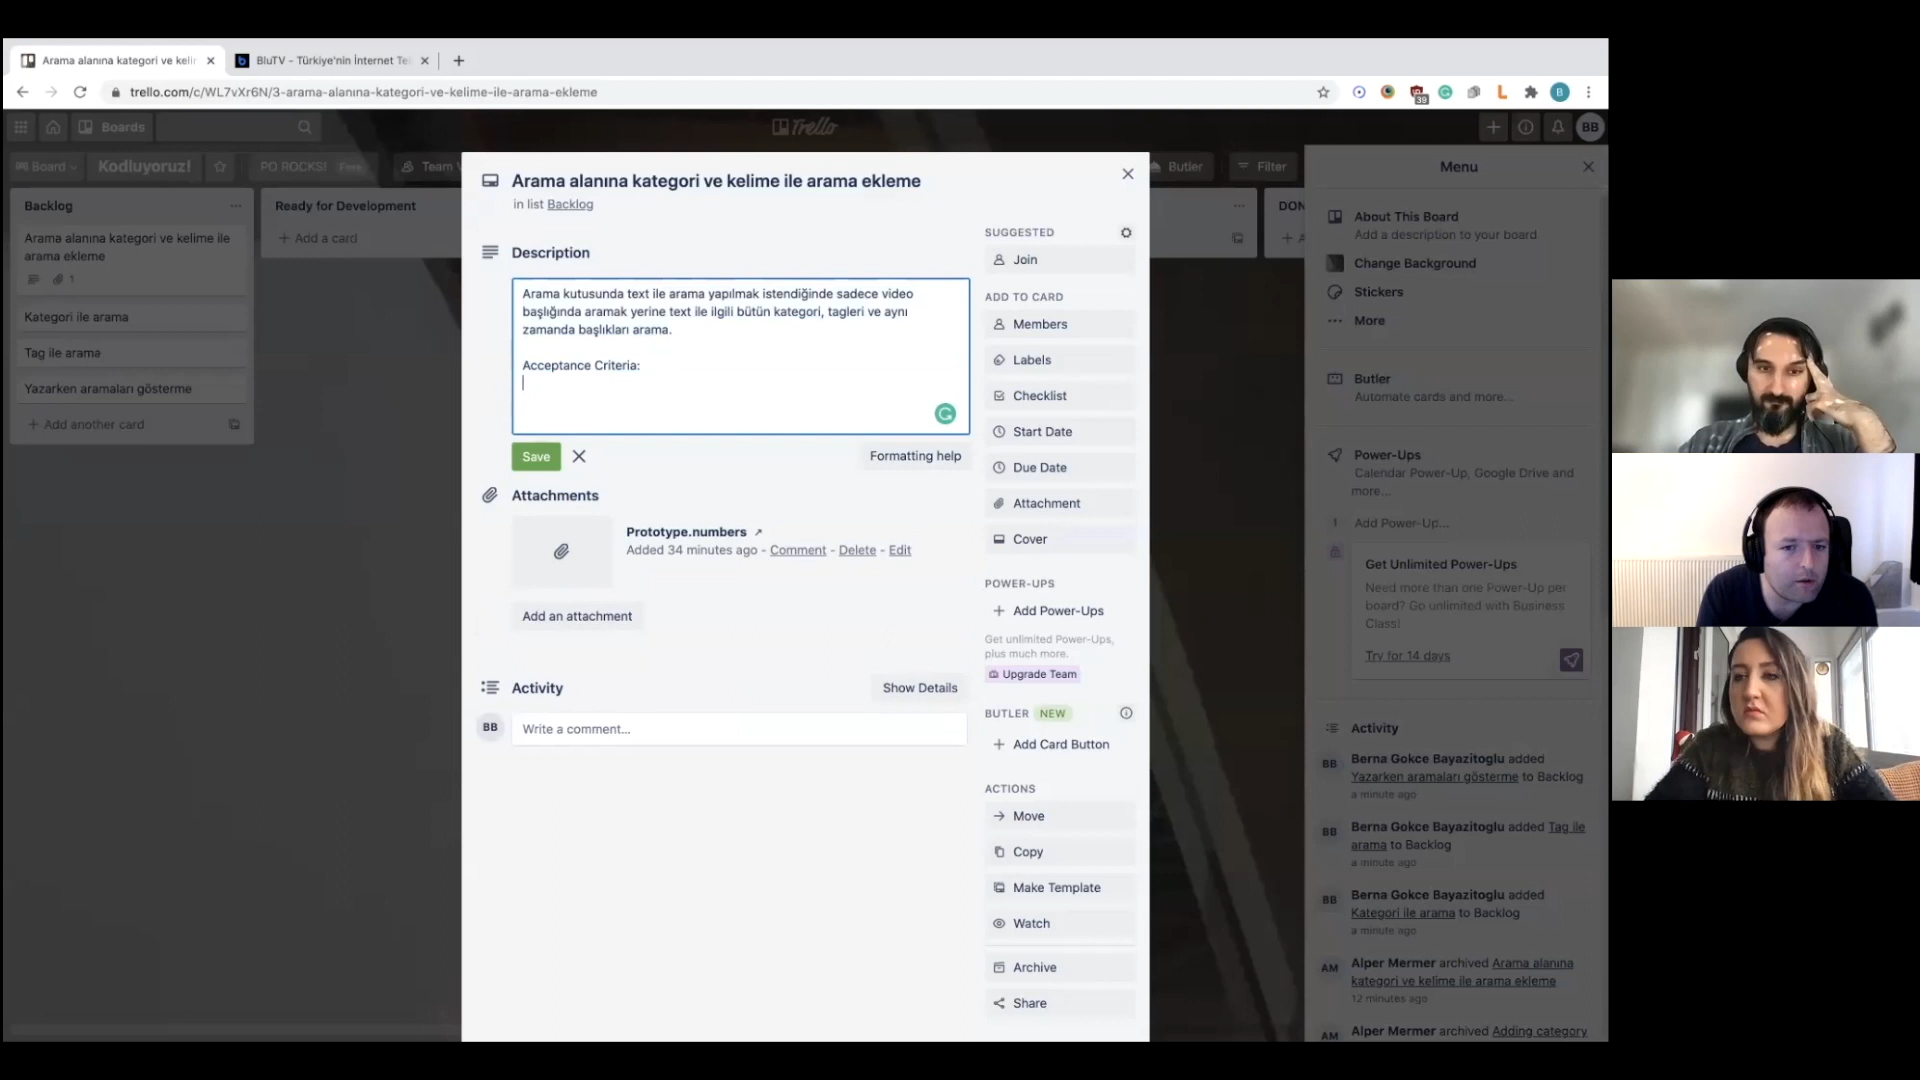 Arama alanına kategori ve kelir
BluTV - Türkiye'nin İnternet Te
trello.com/c/WL7vXr6N/3-arama-alanına-kategori-ve-kelime-ile-arama-ekleme
39
L
B
Boards
Trello
BB
Board
Kodluyoruz!
PO ROCKS!
Free
Team
Butler
Filter
Menu
Backlog
Arama alanına kategori ve kelime ile
arama ekleme
1
Kategori ile arama
Tag ile arama
Yazarken aramaları gösterme
+ Add another card
Ready for Development
+ Add a card
DON
Arama alanına kategori ve kelime ile arama ekleme
in list Backlog
Description
Arama kutusunda text ile arama yapılmak istendiğinde sadece video
başlığında aramak yerine text ile ilgili bütün kategori, tagleri ve aynı
zamanda başlıkları arama.
Acceptance Criteria:
Save
Formatting help
Attachments
Prototype.numbers
Added 34 minutes ago - Comment - Delete - Edit
Add an attachment
Activity
Show Details
BB
Write a comment...
SUGGESTED
Join
ADD TO CARD
Members
Labels
Checklist
Start Date
Due Date
Attachment
Cover
POWER-UPS
+ Add Power-Ups
Get unlimited Power-Ups,
plus much more.
Upgrade Team
BUTLER NEW
+ Add Card Button
ACTIONS
Move
Copy
Make Template
Watch
Archive
Share
About This Board
Add a description to your board
Change Background
Stickers
More
Butler
Automate cards and more...
Power-Ups
Calendar Power-Up, Google Drive and
more...
1 Add Power-Up...
Get Unlimited Power-Ups
Need more than one Power-Up per
board? Go unlimited with Business
Class!
Try for 14 days
Activity
BB
Berna Gokce Bayazitoglu added
Yazarken aramaları gösterme to Backlog
a minute ago
BB
Berna Gokce Bayazitoglu added Tag ile
arama to Backlog
a minute ago
BB
Berna Gokce Bayazitoglu added
Kategori ile arama to Backlog
a minute ago
AM
Alper Mermer archived Arama alanına
kategori ve kelime ile arama ekleme
12 minutes ago
AM
Alper Mermer archived Adding category